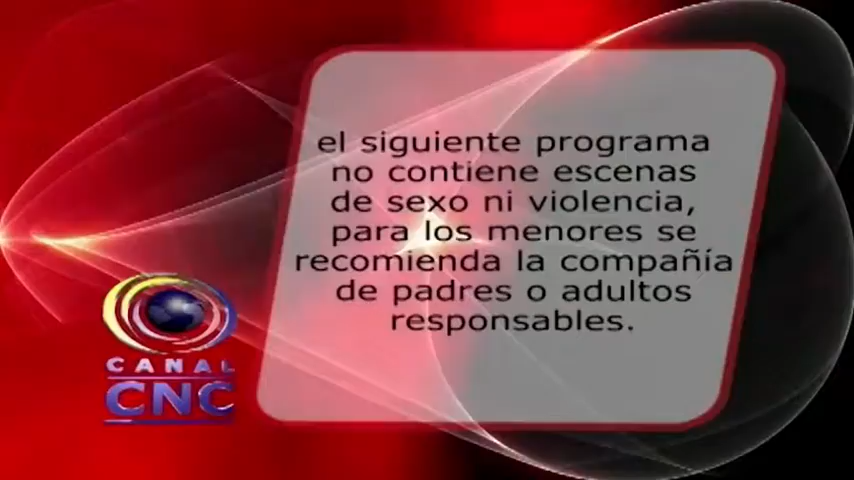 el siguiente programa
no contiene escenas
de sexo ni violencia,
para los menores se
recomienda la compañía
de padres o adultos
responsables.
CANAL
CNC